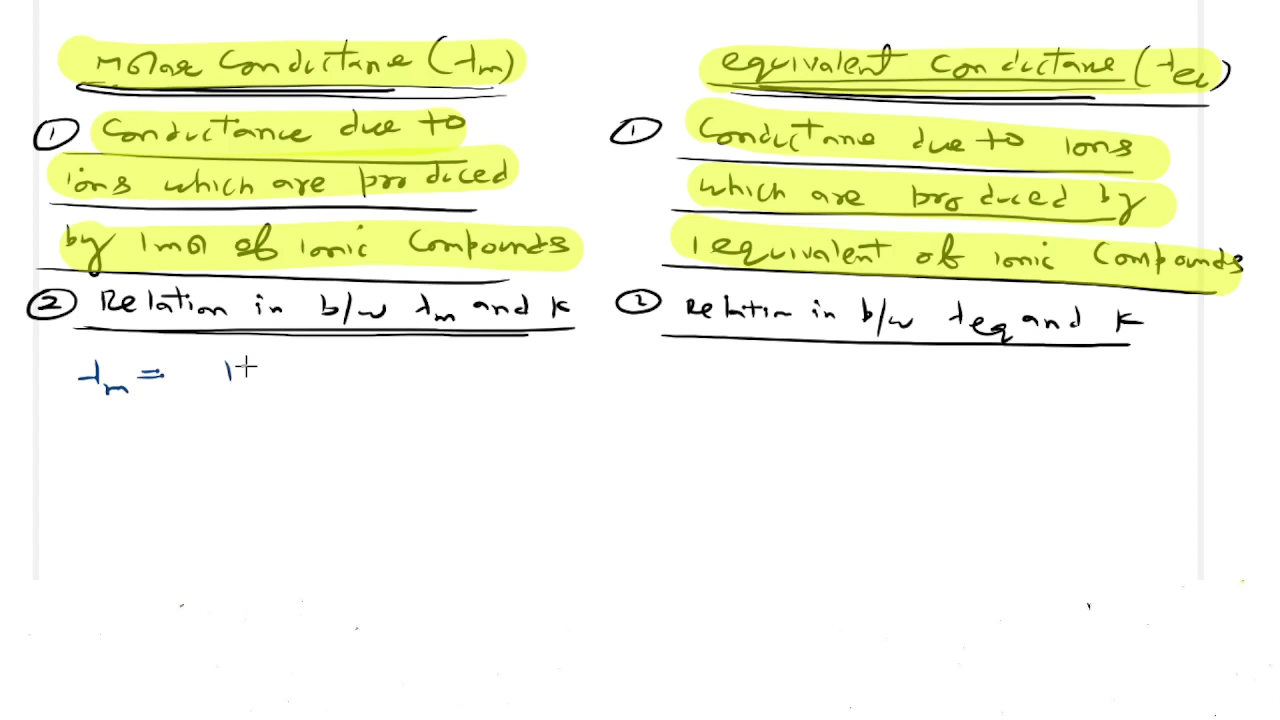 Molar Conductance (λm)
① Conductance due to
ions which are produced
by 1 mol of ionic Compounds
② Relation in b/w λm and K
λm =
equivalent Conductance (λeq)
① Conductance due to ions
which are produced by
1 equivalent of ionic Compounds
② Relation in b/w λeq and K